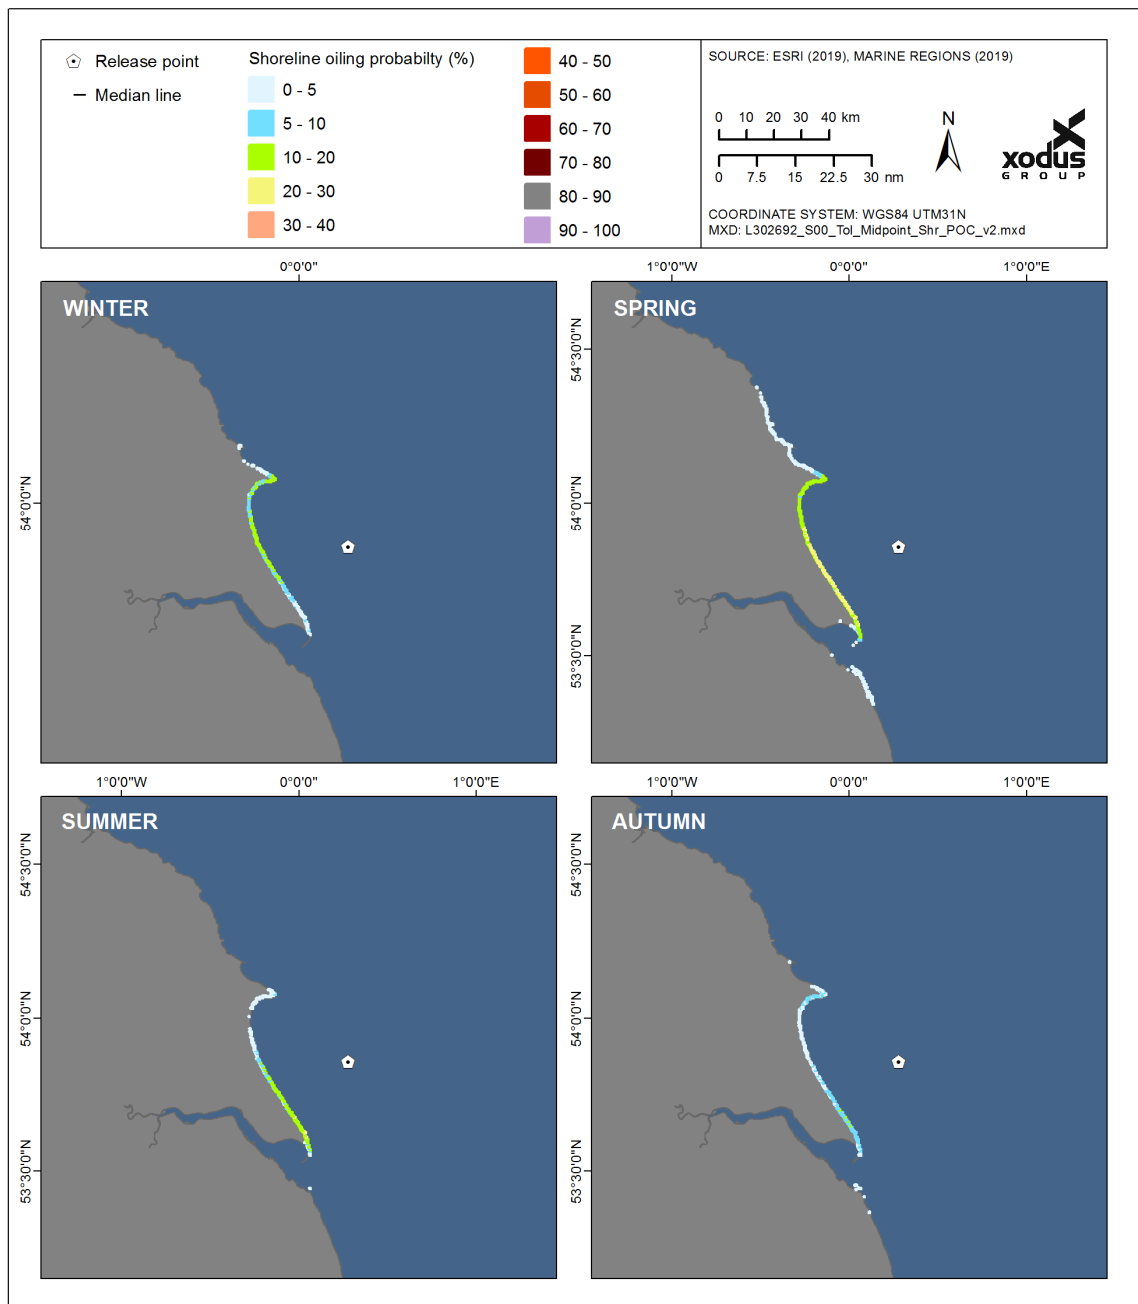 Release point
Median line
Shoreline oiling probabilty (%)
0 - 5
5 - 10
10 - 20
20 - 30
30 - 40
40 - 50
50 - 60
60 - 70
70 - 80
80 - 90
90 - 100
SOURCE: ESRI (2019), MARINE REGIONS (2019)
0 10 20 30 40 km
0 7.5 15 22.5 30 nm
N
xodus
GROUP
COORDINATE SYSTEM: WGS84 UTM31N
MXD: L302692_S00_Tol_Midpoint_Shr_POC_v2.mxd
0°0'0"
WINTER
54°0'0"N
1°0'0"W 0°0'0" 1°0'0"E
SPRING
54°30'0"N
54°0'0"N
53°30'0"N
1°0'0"W 0°0'0" 1°0'0"E
SUMMER
54°30'0"N
54°0'0"N
53°30'0"N
1°0'0"W 0°0'0" 1°0'0"E
AUTUMN
54°30'0"N
54°0'0"N
53°30'0"N